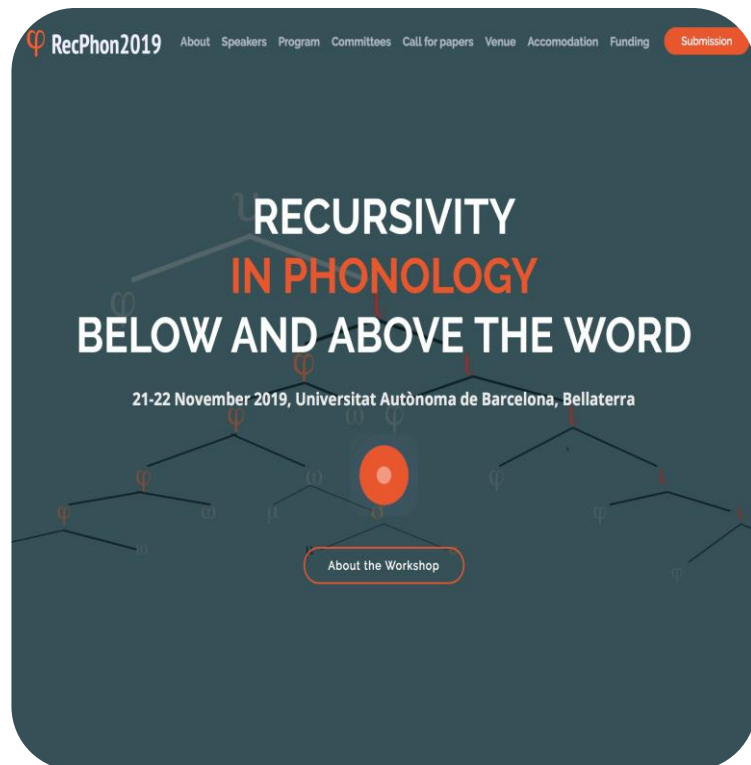 φ RecPhon2019 About Speakers Program Committees Call for papers Venue Accomodation Funding Submission
RECURSIVITY
IN PHONOLOGY
BELOW AND ABOVE THE WORD
21-22 November 2019, Universitat Autònoma de Barcelona, Bellaterra
About the Workshop